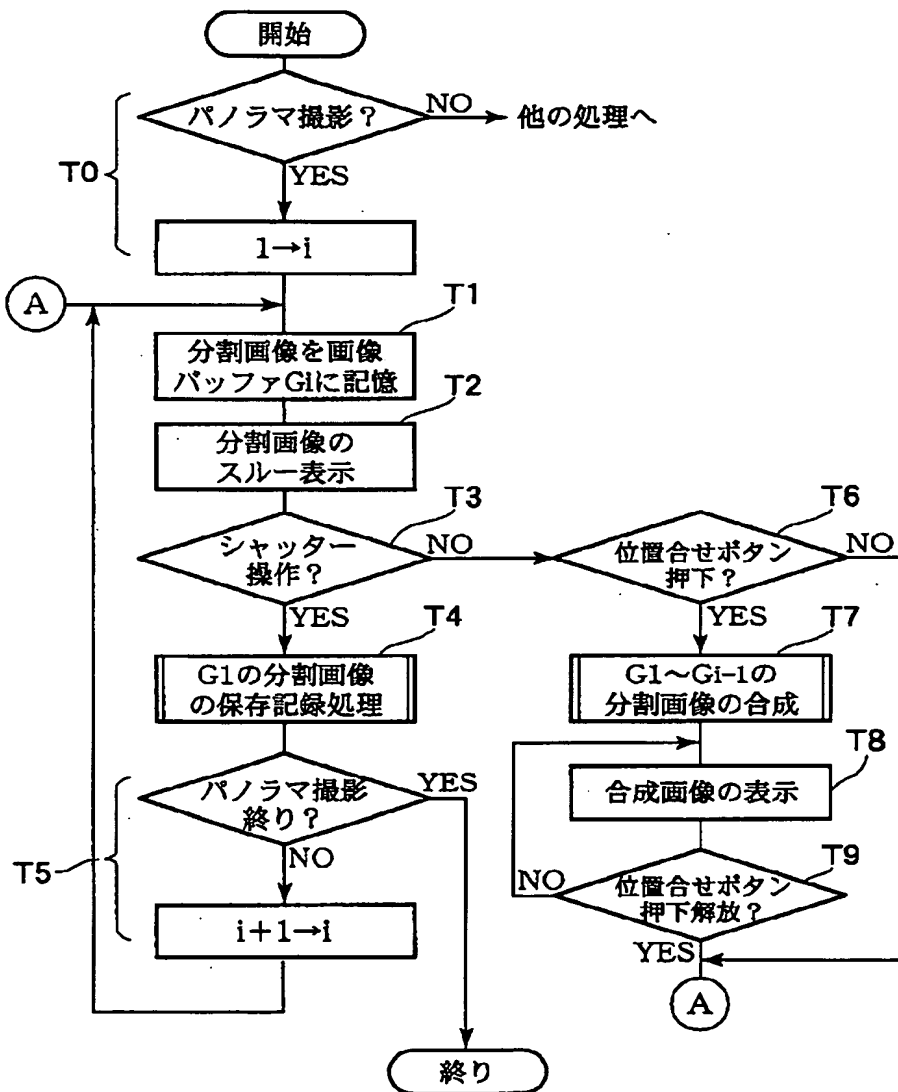 開始
パノラマ撮影?
NO
他の処理へ
T0
YES
1→i
A
T1
分割画像を画像
バッファGiに記憶
T2
分割画像の
スルー表示
T3
シャッター
操作?
NO
YES
T4
G1の分割画像
の保存記録処理
T5
パノラマ撮影
終り?
YES
NO
i+1→i
終り
T6
位置合せボタン
押下?
NO
YES
T7
G1~Gi-1の
分割画像の合成
T8
合成画像の表示
T9
位置合せボタン
押下解放?
NO
YES
A